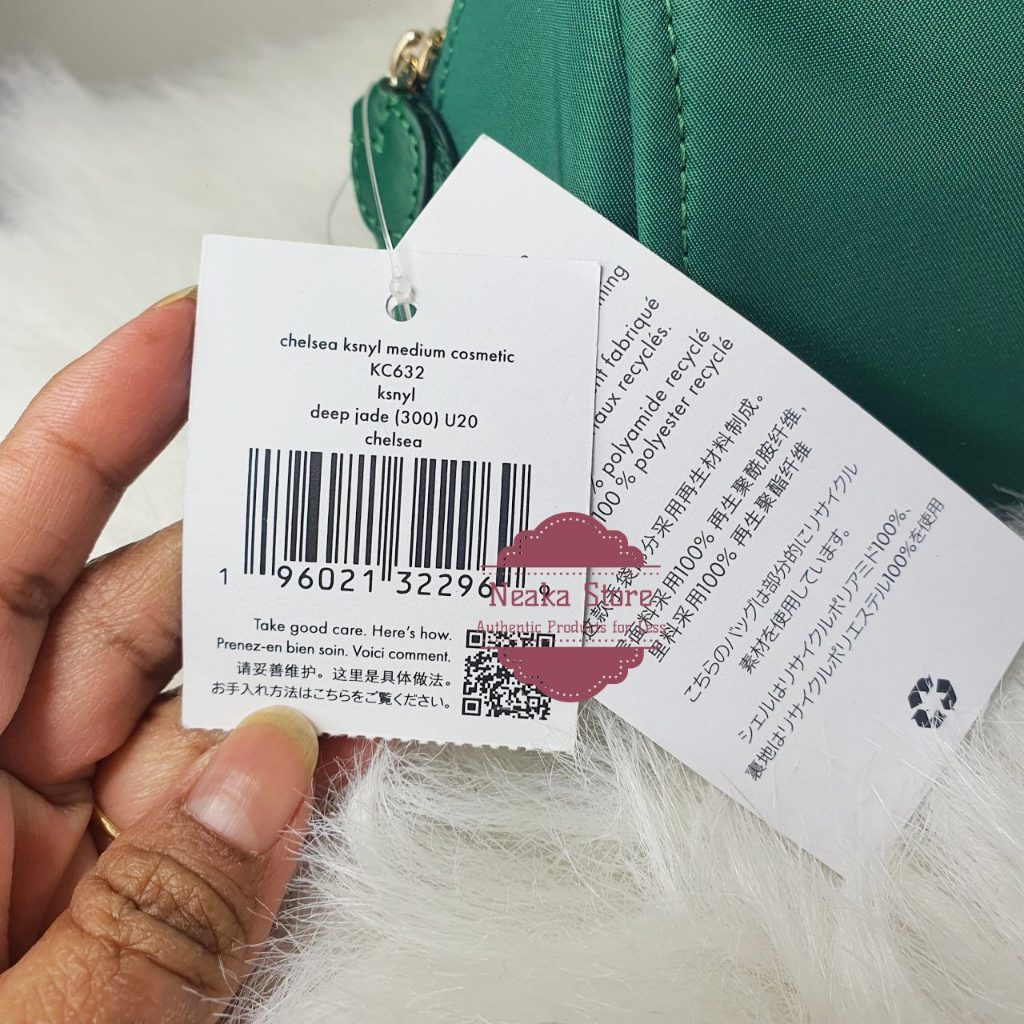 chelsea ksnyl medium cosmetic
KC632
ksnyl
deep jade (300) U20
chelsea
1 96021 32296 9
Take good care. Here's how.
Prenez-en bien soin. Voici comment.
请妥善维护。这里是具体做法。
お手入れ方法はこちらをご覧ください。
Neaka Store
Authentic Products for Less
fabriqué
recyclés.
polyamide recyclé
100 % polyester recyclé
部分采用再生材料制成。
面料采用100% 再生聚酰胺纤维、
里料采用100% 再生聚酯纤维
こちらのバッグは部分的にリサイクル
素材を使用しています。
シェルはリサイクルポリアミド100%、
裏地はリサイクルポリエステル100%を使用